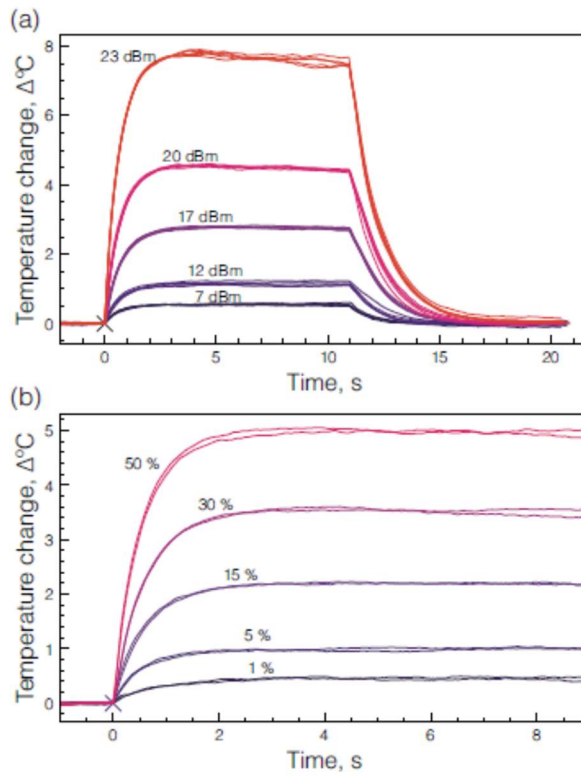 (a)
Temperature change, Δ°C
8
6
4
2
0
23 dBm
20 dBm
17 dBm
12 dBm
7 dBm
0 5 10 15 20
Time, s
(b)
Temperature change, Δ°C
5
4
3
2
1
0
50 %
30 %
15 %
5 %
1 %
0 2 4 6 8
Time, s